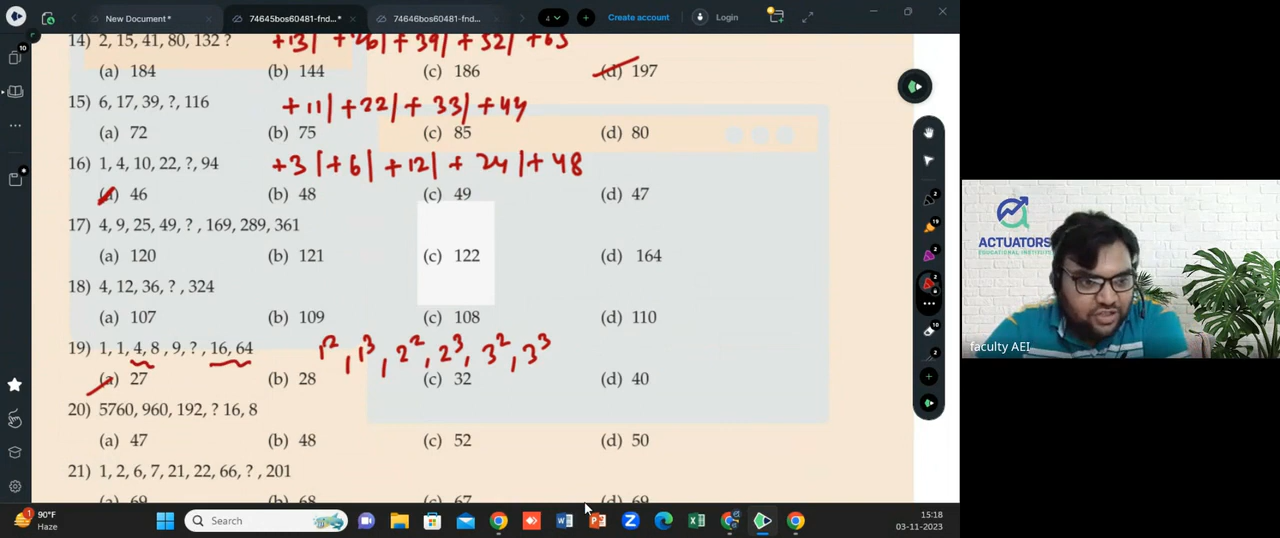 New Document* 74645bos60481-fnd...* 74646bos60481-fnd... 4 Create account Login
14) 2, 15, 41, 80, 132 ? +13| +26| + 39| + 52| +65
(a) 184 (b) 144 (c) 186 (d) 197
15) 6, 17, 39, ?, 116 +11| +22| + 33| +44
(a) 72 (b) 75 (c) 85 (d) 80
16) 1, 4, 10, 22, ?, 94 +3 |+6| +12| + 24| + 48
(a) 46 (b) 48 (c) 49 (d) 47
17) 4, 9, 25, 49, ? , 169, 289, 361
(a) 120 (b) 121 (c) 122 (d) 164
18) 4, 12, 36, ? , 324
(a) 107 (b) 109 (c) 108 (d) 110
19) 1, 1, 4, 8 , 9, ? , 16, 64 1², 1³, 2², 2³, 3², 3³
(a) 27 (b) 28 (c) 32 (d) 40
20) 5760, 960, 192, ? 16, 8
(a) 47 (b) 48 (c) 52 (d) 50
21) 1, 2, 6, 7, 21, 22, 66, ? , 201
(a) 69 (b) 68 (c) 67 (d) 69
ACTUATORS
EDUCATIONAL INSTITUTE
faculty AEI
90°F
Haze
Search
15:18
03-11-2023